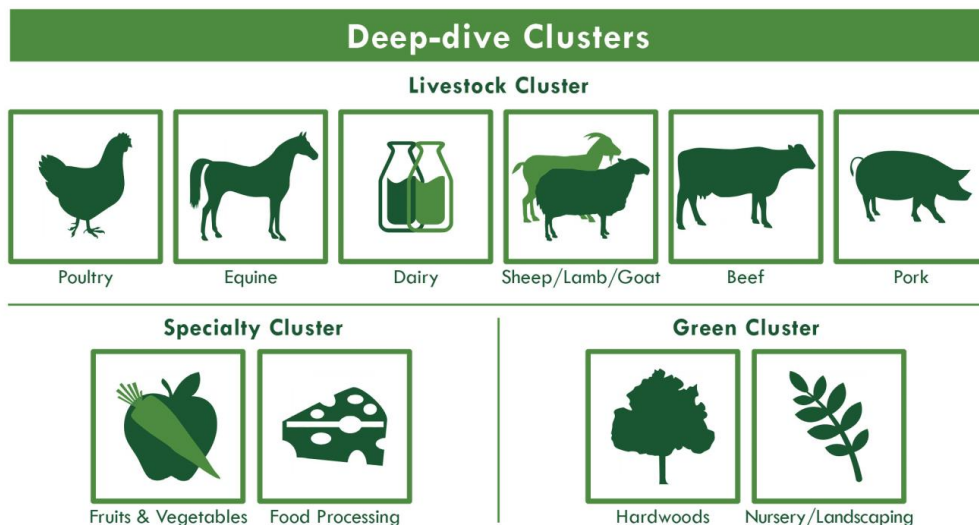 Deep-dive Clusters
Livestock Cluster
Poultry
Equine
Dairy
Sheep/Lamb/Goat
Beef
Pork
Specialty Cluster
Green Cluster
Fruits & Vegetables
Food Processing
Hardwoods
Nursery/Landscaping